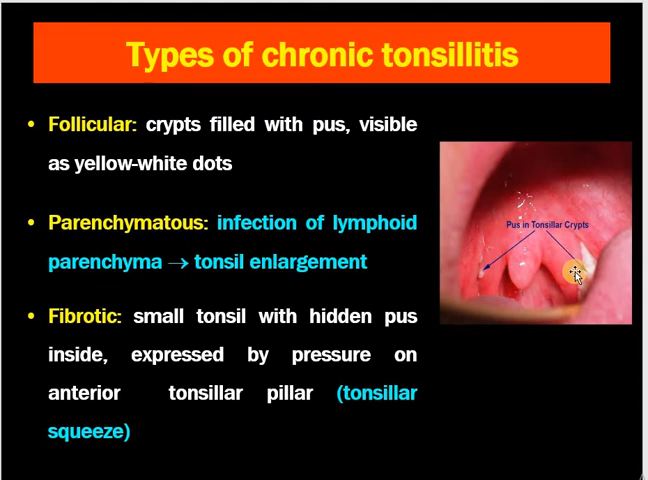 Types of chronic tonsillitis
• Follicular: crypts filled with pus, visible
as yellow-white dots
• Parenchymatous: infection of lymphoid
parenchyma → tonsil enlargement
• Fibrotic: small tonsil with hidden pus
inside, expressed by pressure on
anterior tonsillar pillar (tonsillar
squeeze)
Pus in Tonsillar Crypts